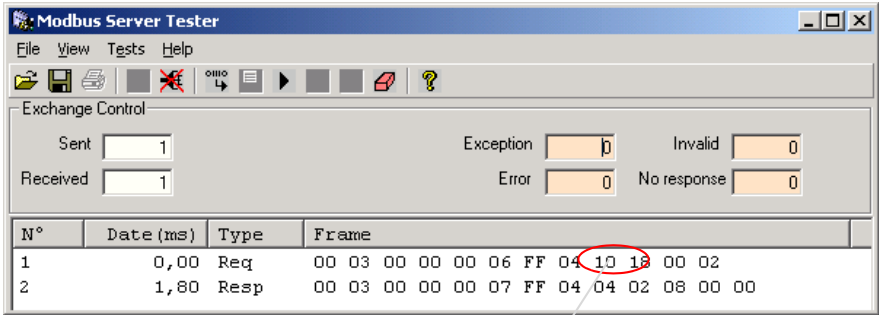 Modbus Server Tester
File View Tests Help
Exchange Control
Sent 1 Exception 0 Invalid 0
Received 1 Error 0 No response 0
N° Date (ms) Type Frame
1 0,00 Req 00 03 00 00 00 06 FF 04 10 18 00 02
2 1,80 Resp 00 03 00 00 00 07 FF 04 04 02 08 00 00